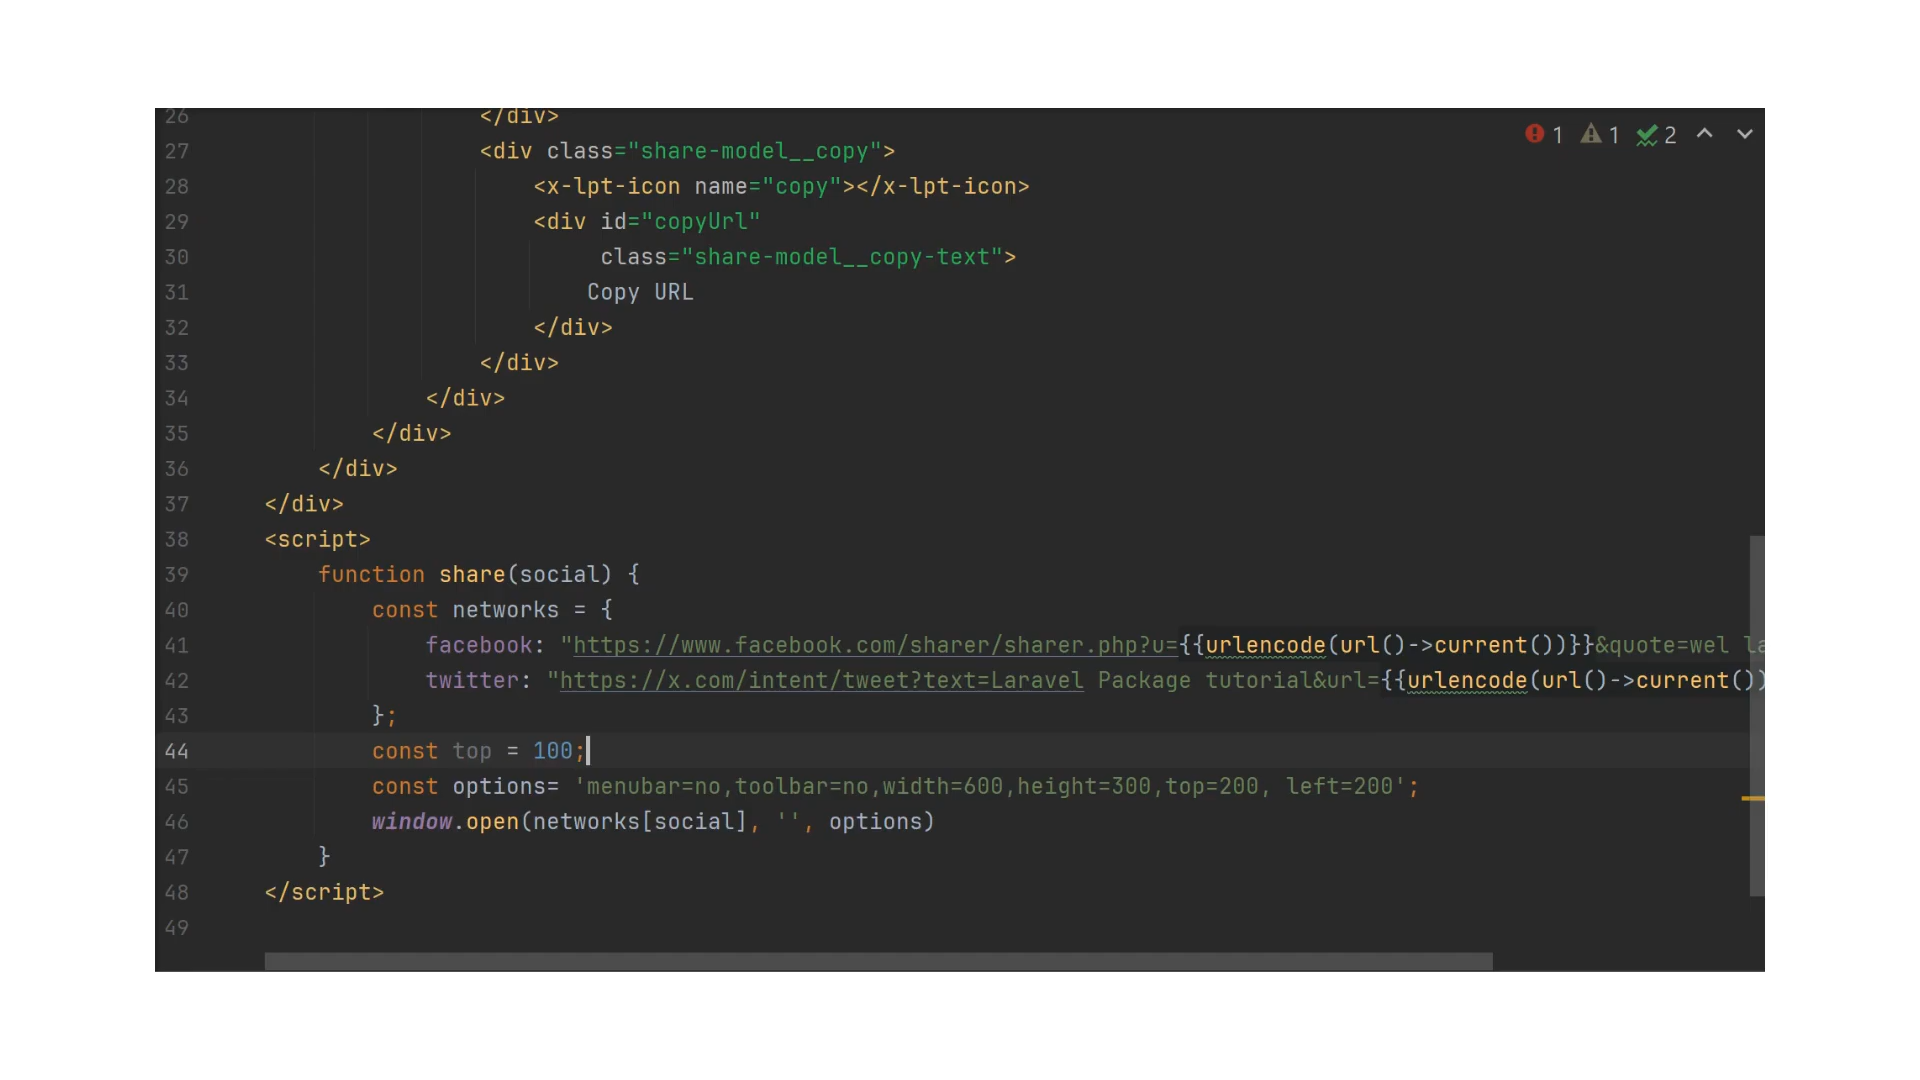 26 </div>
1 1 2
27 <div class="share-model__copy">
28 <x-lpt-icon name="copy"></x-lpt-icon>
29 <div id="copyUrl"
30 class="share-model__copy-text">
31 Copy URL
32 </div>
33 </div>
34 </div>
35 </div>
36 </div>
37 </div>
38 <script>
39 function share(social) {
40 const networks = {
41 facebook: "https://www.facebook.com/sharer/sharer.php?u={{urlencode(url()->current())}}&quote=wel la
42 twitter: "https://x.com/intent/tweet?text=Laravel Package tutorial&url={{urlencode(url()->current())
43 };
44 const top = 100;
45 const options= 'menubar=no,toolbar=no,width=600,height=300,top=200, left=200';
46 window.open(networks[social], '', options)
47 }
48 </script>
49